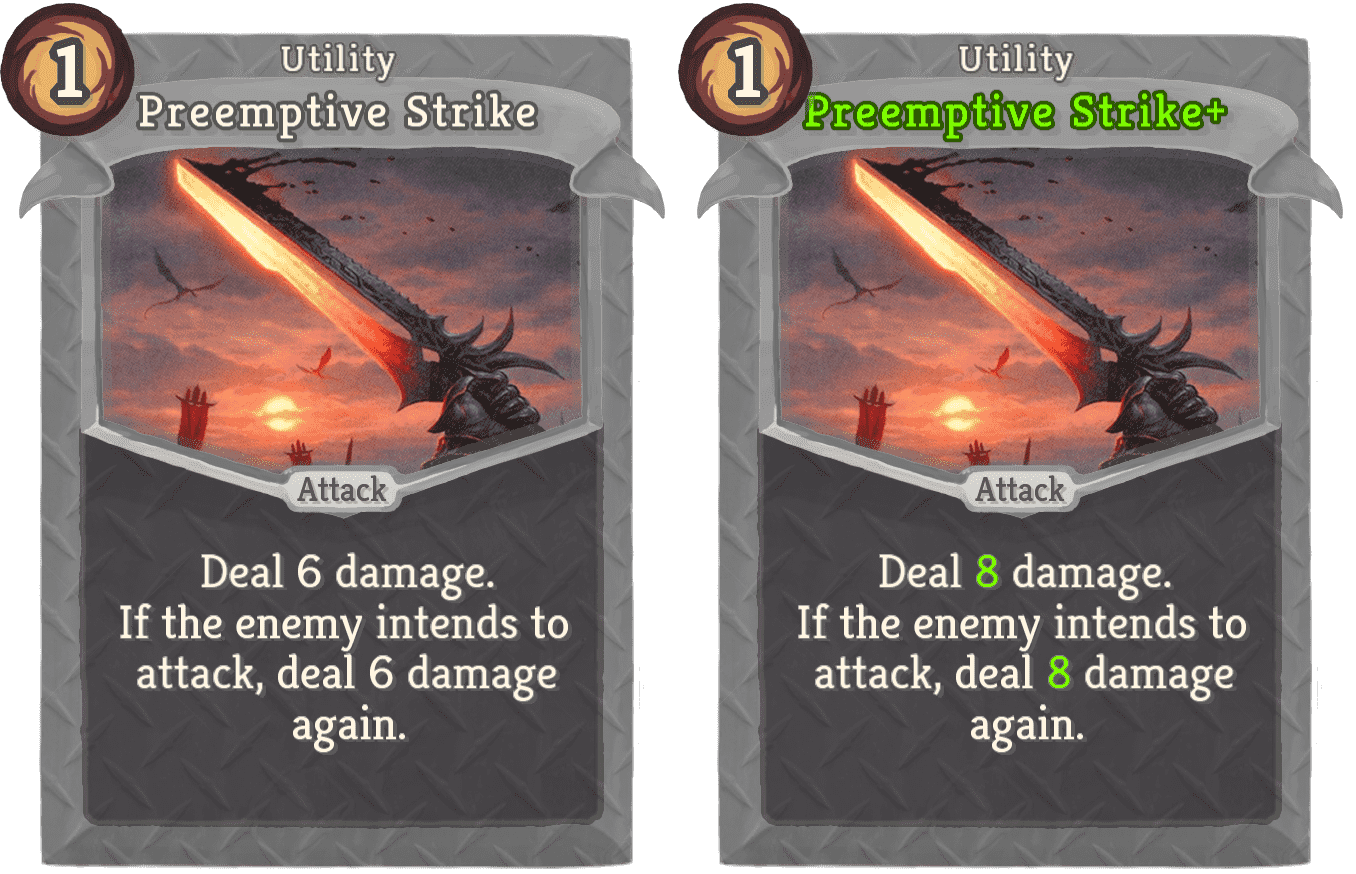 1
Utility
Preemptive Strike
Attack
Deal 6 damage.
If the enemy intends to
attack, deal 6 damage
again.
1
Utility
Preemptive Strike+
Attack
Deal 8 damage.
If the enemy intends to
attack, deal 8 damage
again.